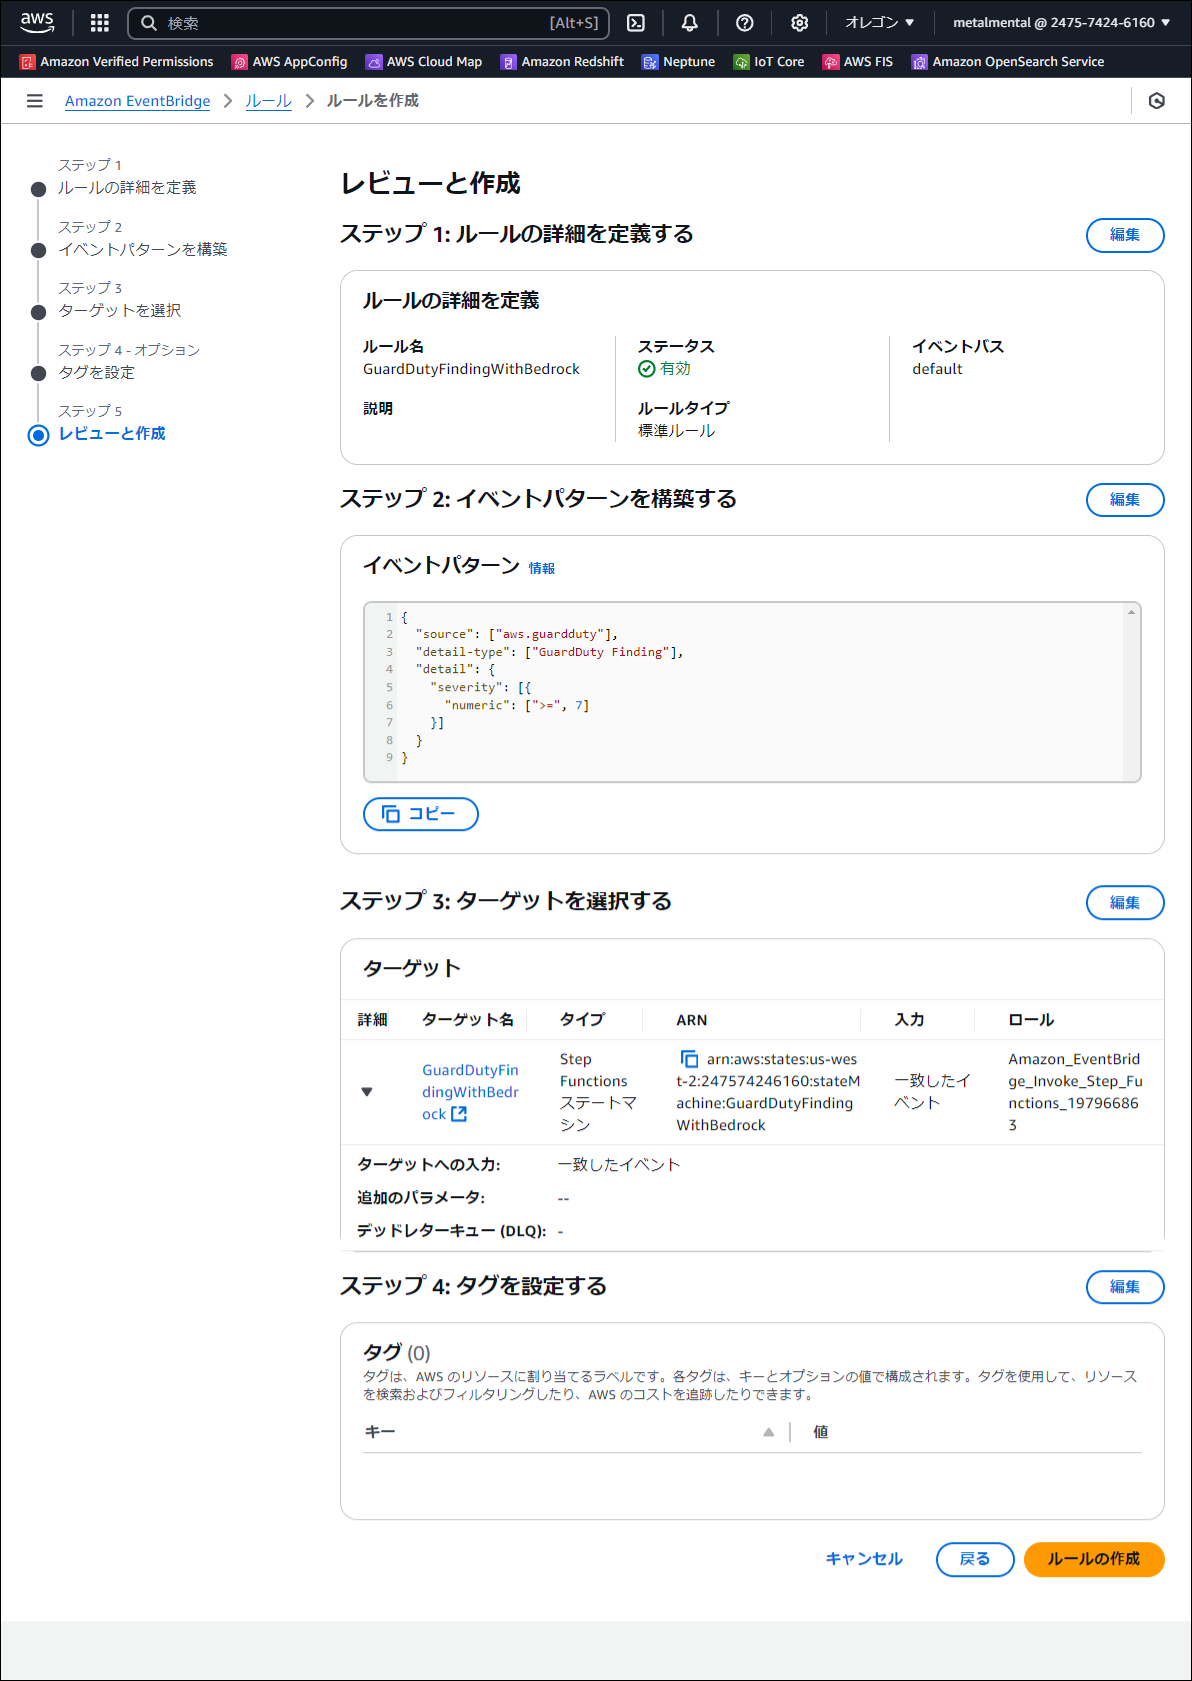 aws
検索 [Alt+S] オレゴン ▼ metalmental @ 2475-7424-6160 ▼
Amazon Verified Permissions AWS AppConfig AWS Cloud Map Amazon Redshift Neptune IoT Core AWS FIS Amazon OpenSearch Service
Amazon EventBridge > ルール > ルールを作成
ステップ 1
ルールの詳細を定義
ステップ 2
イベントパターンを構築
ステップ 3
ターゲットを選択
ステップ 4 - オプション
タグを設定
ステップ 5
レビューと作成
レビューと作成
ステップ 1: ルールの詳細を定義する 編集
ルールの詳細を定義
ルール名 ステータス イベントバス
GuardDutyFindingWithBedrock 有効 default
説明 ルールタイプ
標準ルール
ステップ 2: イベントパターンを構築する 編集
イベントパターン 情報
1 {
2 "source": ["aws.guardduty"],
3 "detail-type": ["GuardDuty Finding"],
4 "detail": {
5 "severity": [{
6 "numeric": [">=", 7]
7 }]
8 }
9 }
コピー
ステップ 3: ターゲットを選択する 編集
ターゲット
詳細 ターゲット名 タイプ ARN 入力 ロール
GuardDutyFin
dingWithBedr
ock
Step
Functions
ステートマ
シン
arn:aws:states:us-wes
t-2:247574246160:stateM
achine:GuardDutyFinding
WithBedrock
一致したイ
ベント
Amazon_EventBrid
ge_Invoke_Step_Fu
nctions_19796686
3
ターゲットへの入力: 一致したイベント
追加のパラメータ: --
デッドレターキュー (DLQ): -
ステップ 4: タグを設定する 編集
タグ (0)
タグは、AWS のリソースに割り当てるラベルです。各タグは、キーとオプションの値で構成されます。タグを使用して、リソース
を検索およびフィルタリングしたり、AWS のコストを追跡したりできます。
キー 値
キャンセル 戻る ルールの作成